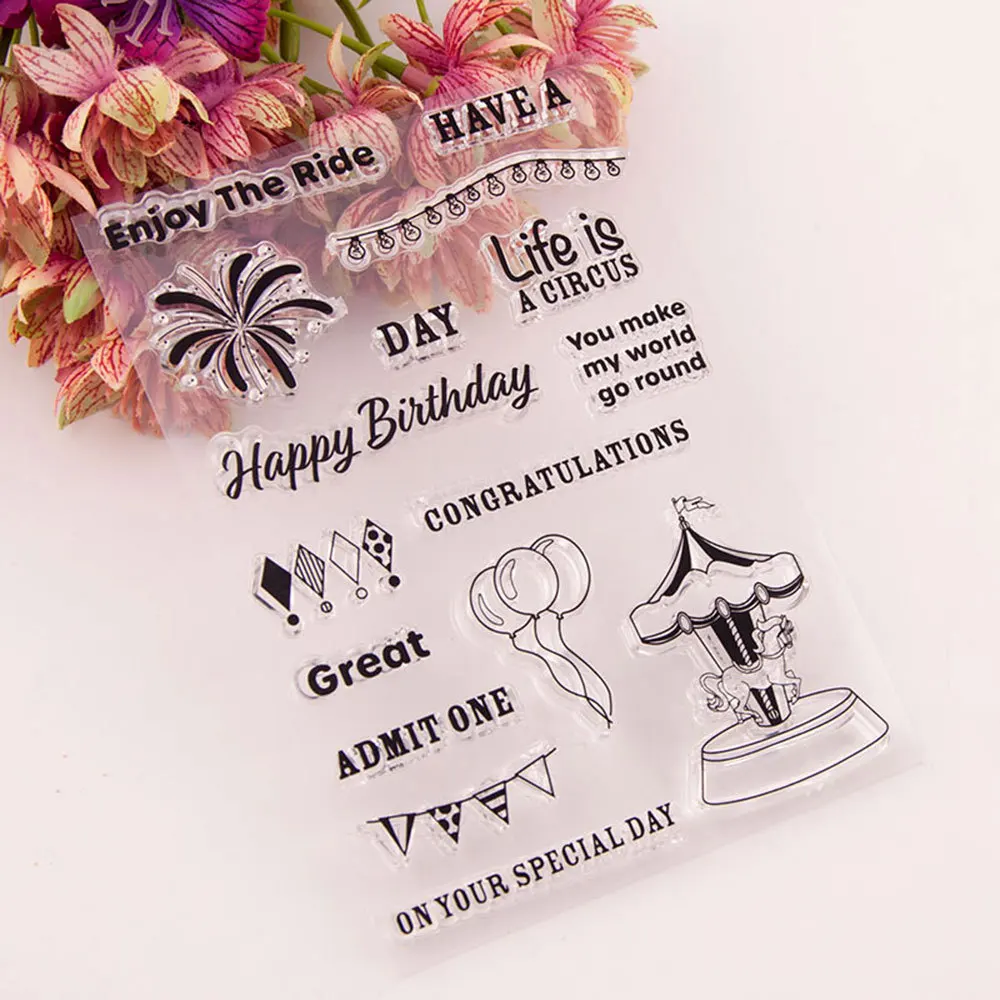 HAVE A
Enjoy The Ride
Life is
A CIRCUS
DAY
You make
my world
go round
Happy Birthday
CONGRATULATIONS
Great
ADMIT ONE
ON YOUR SPECIAL DAY